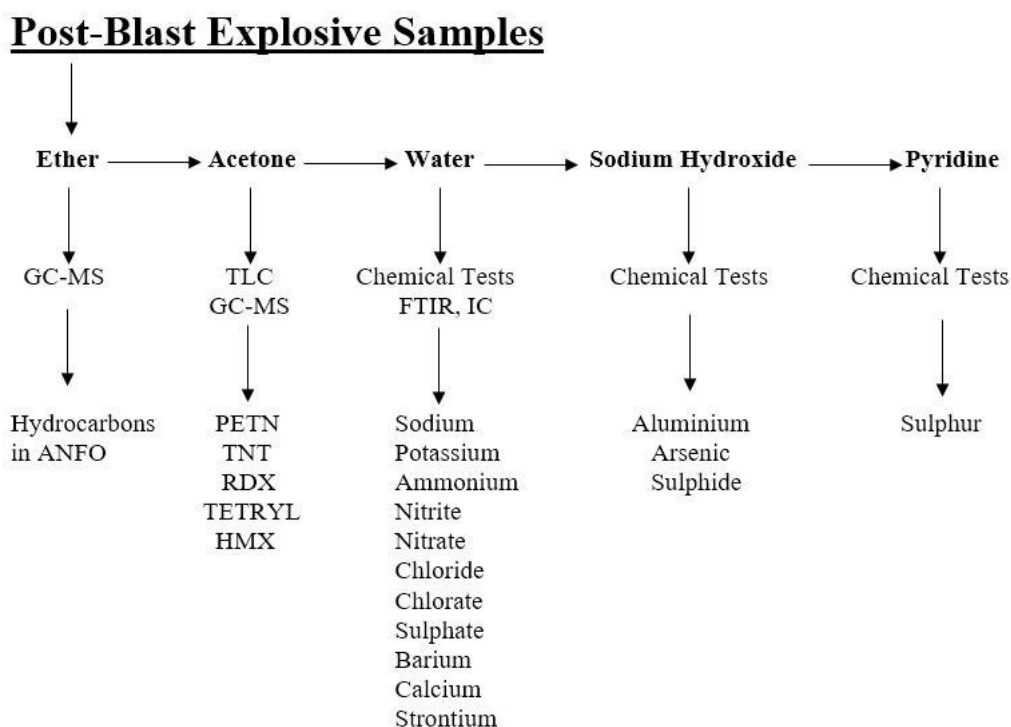 Post-Blast Explosive Samples
Ether Acetone Water Sodium Hydroxide Pyridine
GC-MS
TLC
GC-MS
Chemical Tests
FTIR, IC
Chemical Tests
Chemical Tests
Hydrocarbons
in ANFO
PETN
TNT
RDX
TETRYL
HMX
Sodium
Potassium
Ammonium
Nitrite
Nitrate
Chloride
Chlorate
Sulphate
Barium
Calcium
Strontium
Aluminium
Arsenic
Sulphide
Sulphur